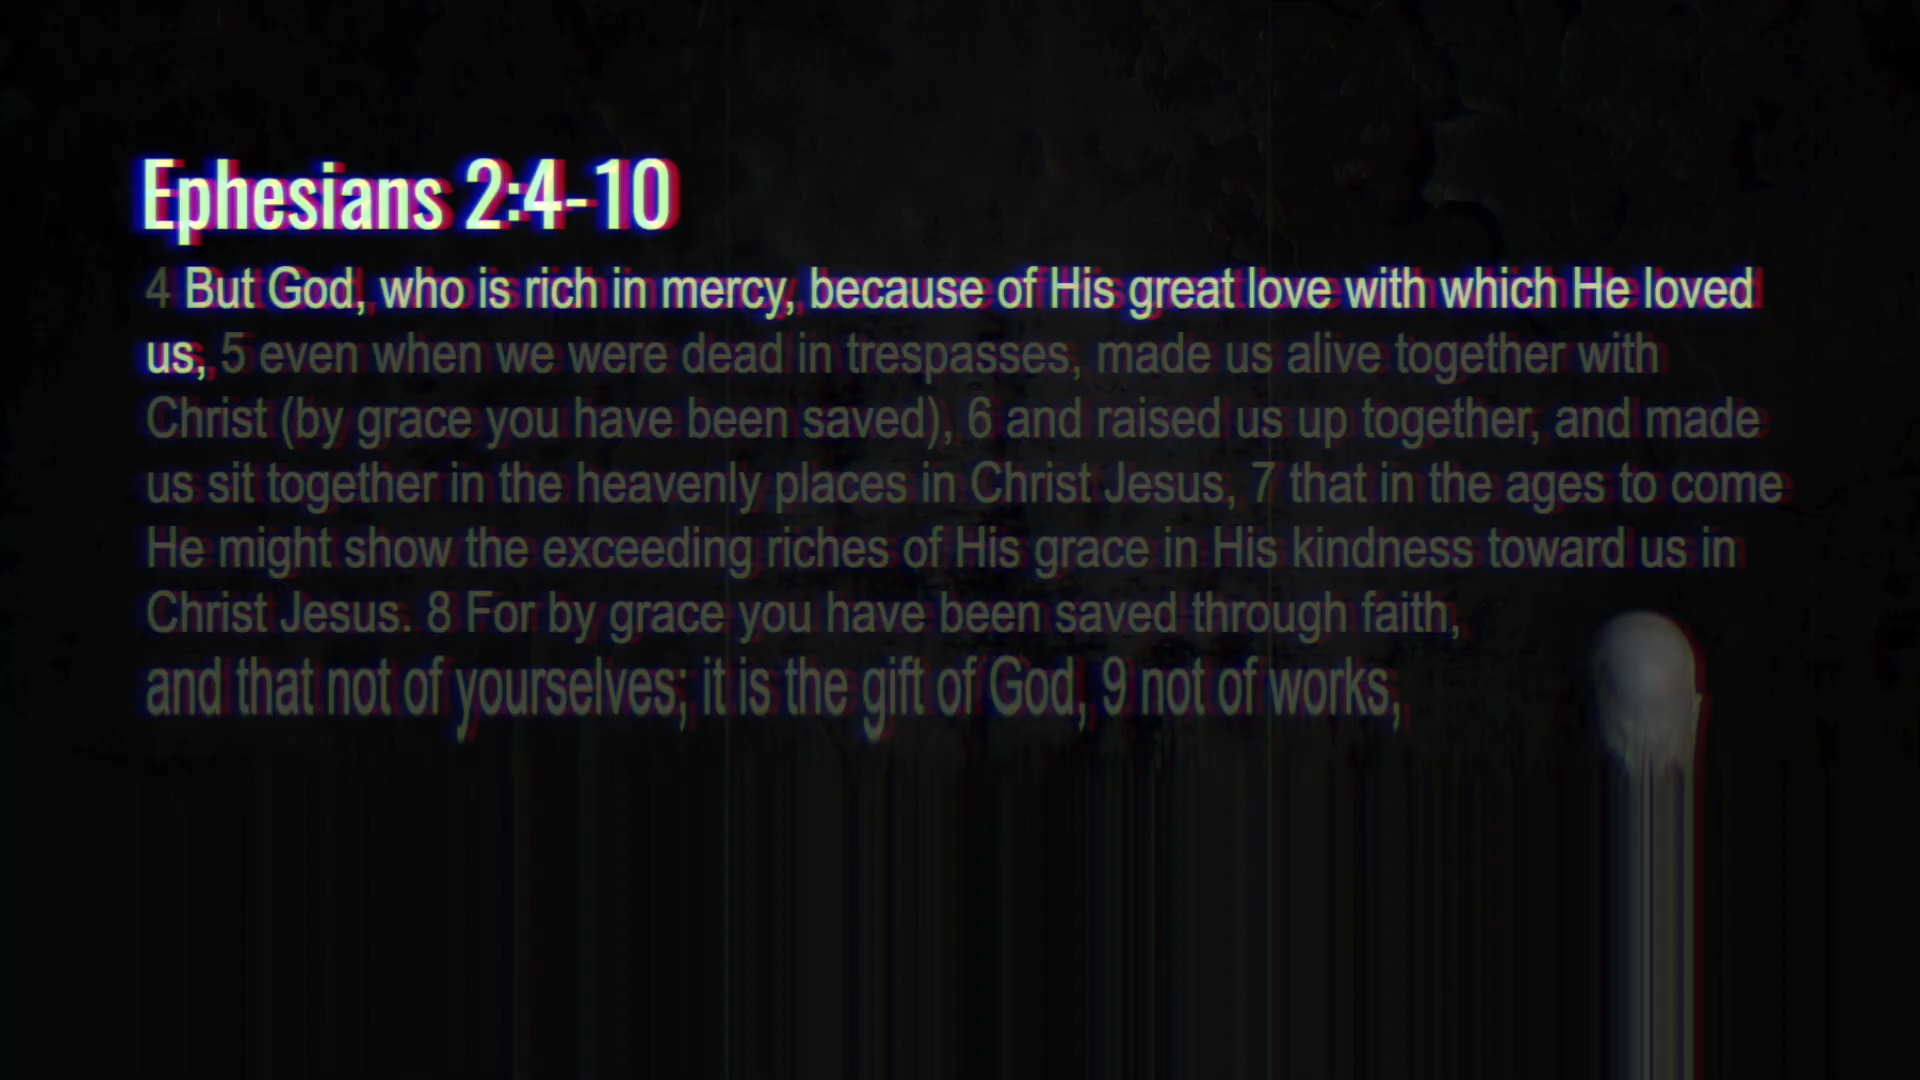 Ephesians 2:4-10
4 But God, who is rich in mercy, because of His great love with which He loved
us, 5 even when we were dead in trespasses, made us alive together with
Christ (by grace you have been saved), 6 and raised us up together, and made
us sit together in the heavenly places in Christ Jesus, 7 that in the ages to come
He might show the exceeding riches of His grace in His kindness toward us in
Christ Jesus. 8 For by grace you have been saved through faith,
and that not of yourselves; it is the gift of God, 9 not of works,